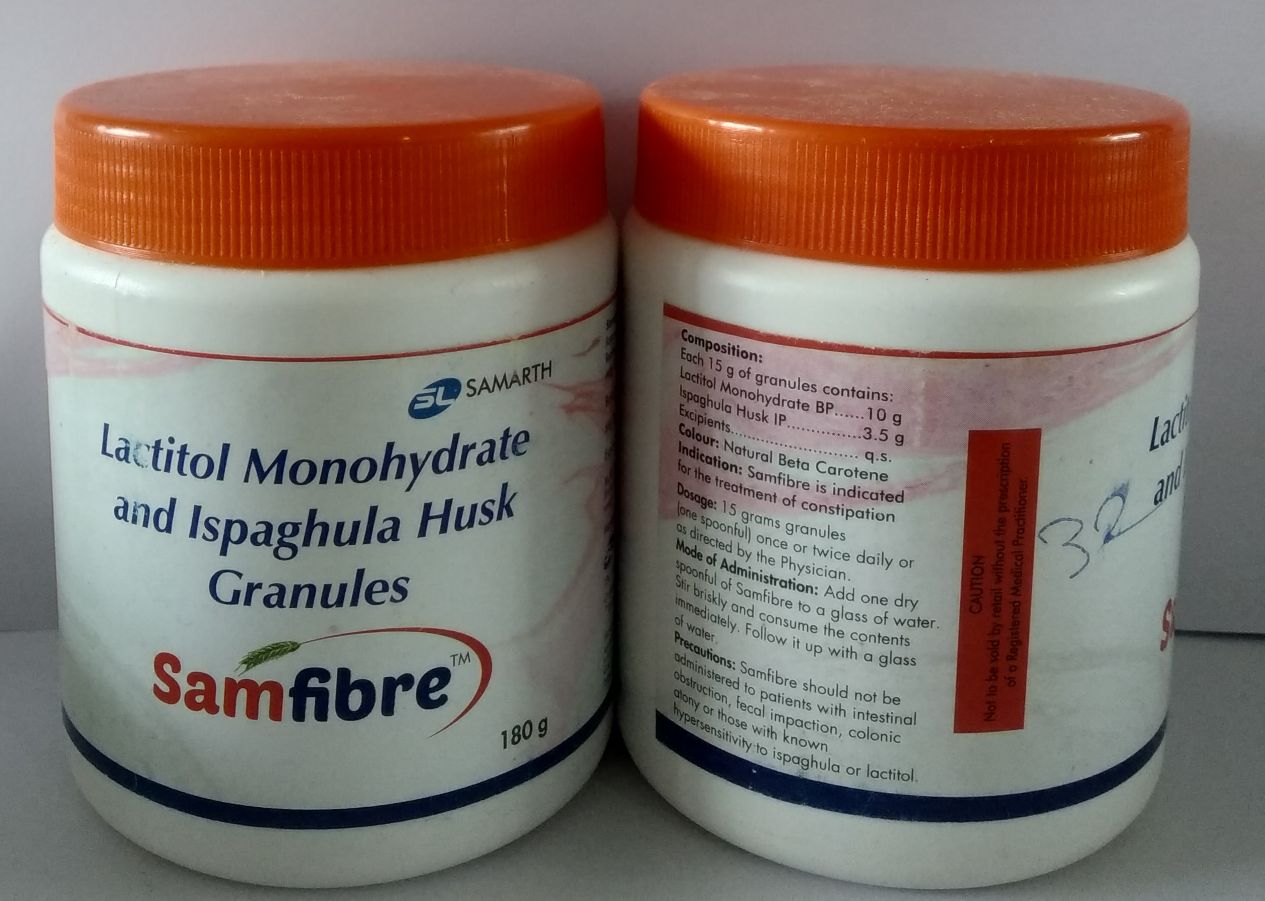 SL SAMARTH
Lactitol Monohydrate
and Ispaghula Husk
Granules
Samfibre™
180 g
Composition:
Each 15 g of granules contains:
Lactitol Monohydrate BP......10 g
Ispaghula Husk IP...............3.5 g
Excipients......................... q.s.
Colour: Natural Beta Carotene
Indication: Samfibre is indicated
for the treatment of constipation
Dosage: 15 grams granules
(one spoonful) once or twice daily or
as directed by the Physician.
Mode of Administration: Add one dry
spoonful of Samfibre to a glass of water.
Stir briskly and consume the contents
immediately. Follow it up with a glass
of water.
Precautions: Samfibre should not be
administered to patients with intestinal
obstruction, fecal impaction, colonic
atony or those with known
hypersensitivity to ispaghula or lactitol.
CAUTION
Not to be sold by retail without the prescription
of a Registered Medical Practitioner.
32
and